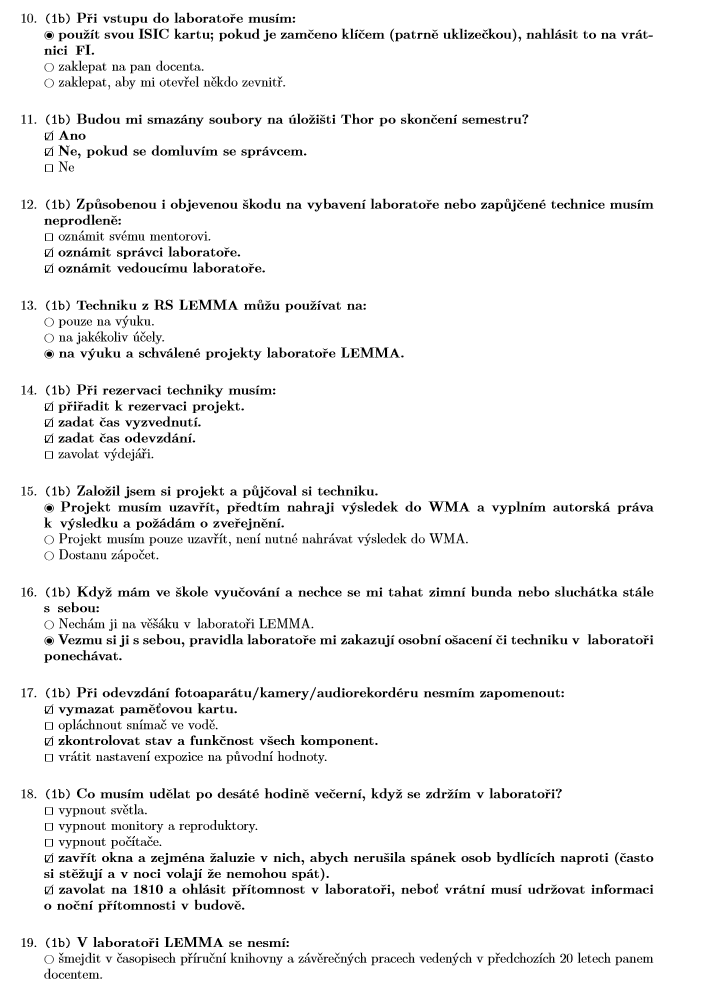 10. (1b) Při vstupu do laboratoře musím:
◉ použít svou ISIC kartu; pokud je zamčeno klíčem (patrně uklizečkou), nahlásit to na vrát-
nici FI.
○ zaklepat na pan docenta.
○ zaklepat, aby mi otevřel někdo zevnitř.
11. (1b) Budou mi smazány soubory na úložišti Thor po skončení semestru?
☑ Ano
☑ Ne, pokud se domluvím se správcem.
☐ Ne
12. (1b) Způsobenou i objevenou škodu na vybavení laboratoře nebo zapůjčené technice musím
neprodleně:
☐ oznámit svému mentorovi.
☑ oznámit správci laboratoře.
☑ oznámit vedoucímu laboratoře.
13. (1b) Techniku z RS LEMMA můžu používat na:
○ pouze na výuku.
○ na jakékoliv účely.
◉ na výuku a schválené projekty laboratoře LEMMA.
14. (1b) Při rezervaci techniky musím:
☑ přiřadit k rezervaci projekt.
☑ zadat čas vyzvednutí.
☑ zadat čas odevzdání.
☐ zavolat výdejáři.
15. (1b) Založil jsem si projekt a půjčoval si techniku.
◉ Projekt musím uzavřít, předtím nahraji výsledek do WMA a vyplním autorská práva
k výsledku a požádám o zveřejnění.
○ Projekt musím pouze uzavřít, není nutné nahrávat výsledek do WMA.
○ Dostanu zápočet.
16. (1b) Když mám ve škole vyučování a nechce se mi tahat zimní bunda nebo sluchátka stále
s sebou:
○ Nechám ji na věšáku v laboratoři LEMMA.
◉ Vezmu si ji s sebou, pravidla laboratoře mi zakazují osobní ošacení či techniku v laboratoři
ponechávat.
17. (1b) Při odevzdání fotoaparátu/kamery/audiorekordéru nesmím zapomenout:
☑ vymazat paměťovou kartu.
☐ opláchnout snímač ve vodě.
☑ zkontrolovat stav a funkčnost všech komponent.
☐ vrátit nastavení expozice na původní hodnoty.
18. (1b) Co musím udělat po desáté hodině večerní, když se zdržím v laboratoři?
☐ vypnout světla.
☐ vypnout monitory a reproduktory.
☐ vypnout počítače.
☑ zavřít okna a zejména žaluzie v nich, abych nerušila spánek osob bydlících naproti (často
si stěžují a v noci volají že nemohou spát).
☑ zavolat na 1810 a ohlásit přítomnost v laboratoři, neboť vrátní musí udržovat informaci
o noční přítomnosti v budově.
19. (1b) V laboratoři LEMMA se nesmí:
○ šmejdit v časopisech příruční knihovny a závěrečných pracech vedených v předchozích 20 letech panem
docentem.